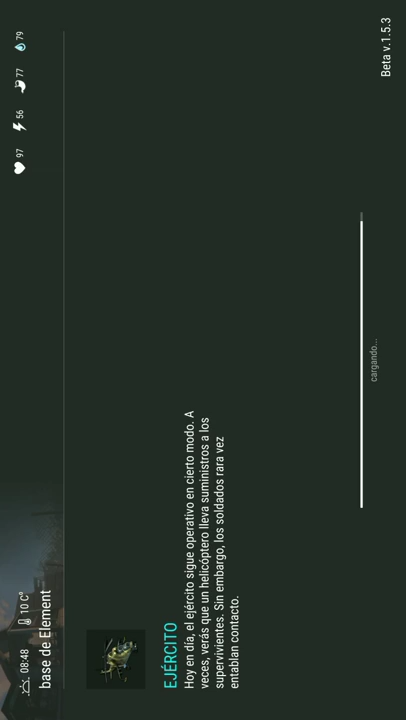 08:48 10 C°
97 56 77 79
base de Element
EJÉRCITO
Hoy en día, el ejército sigue operativo en cierto modo. A
veces, verás que un helicóptero lleva suministros a los
supervivientes. Sin embargo, los soldados rara vez
entablan contacto.
cargando...
Beta v.1.5.3